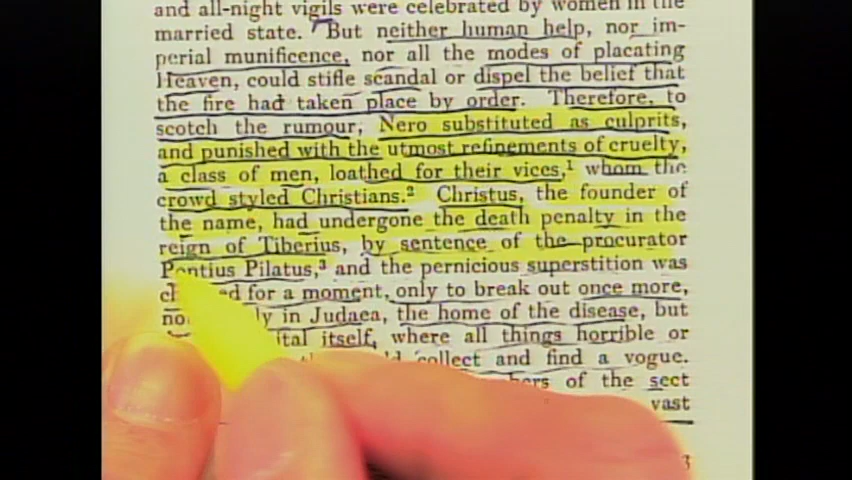 and all-night vigils were celebrated by women in the
married state. But neither human help, nor im-
perial munificence, nor all the modes of placating
Heaven, could stifle scandal or dispel the belief that
the fire had taken place by order. Therefore, to
scotch the rumour, Nero substituted as culprits,
and punished with the utmost refinements of cruelty,
a class of men, loathed for their vices,¹ whom the
crowd styled Christians.² Christus, the founder of
the name, had undergone the death penalty in the
reign of Tiberius, by sentence of the procurator
Pontius Pilatus,³ and the pernicious superstition was
for a moment, only to break out once more,
in Judaea, the home of the disease, but
itself, where all things horrible or
collect and find a vogue.
of the sect
vast
3